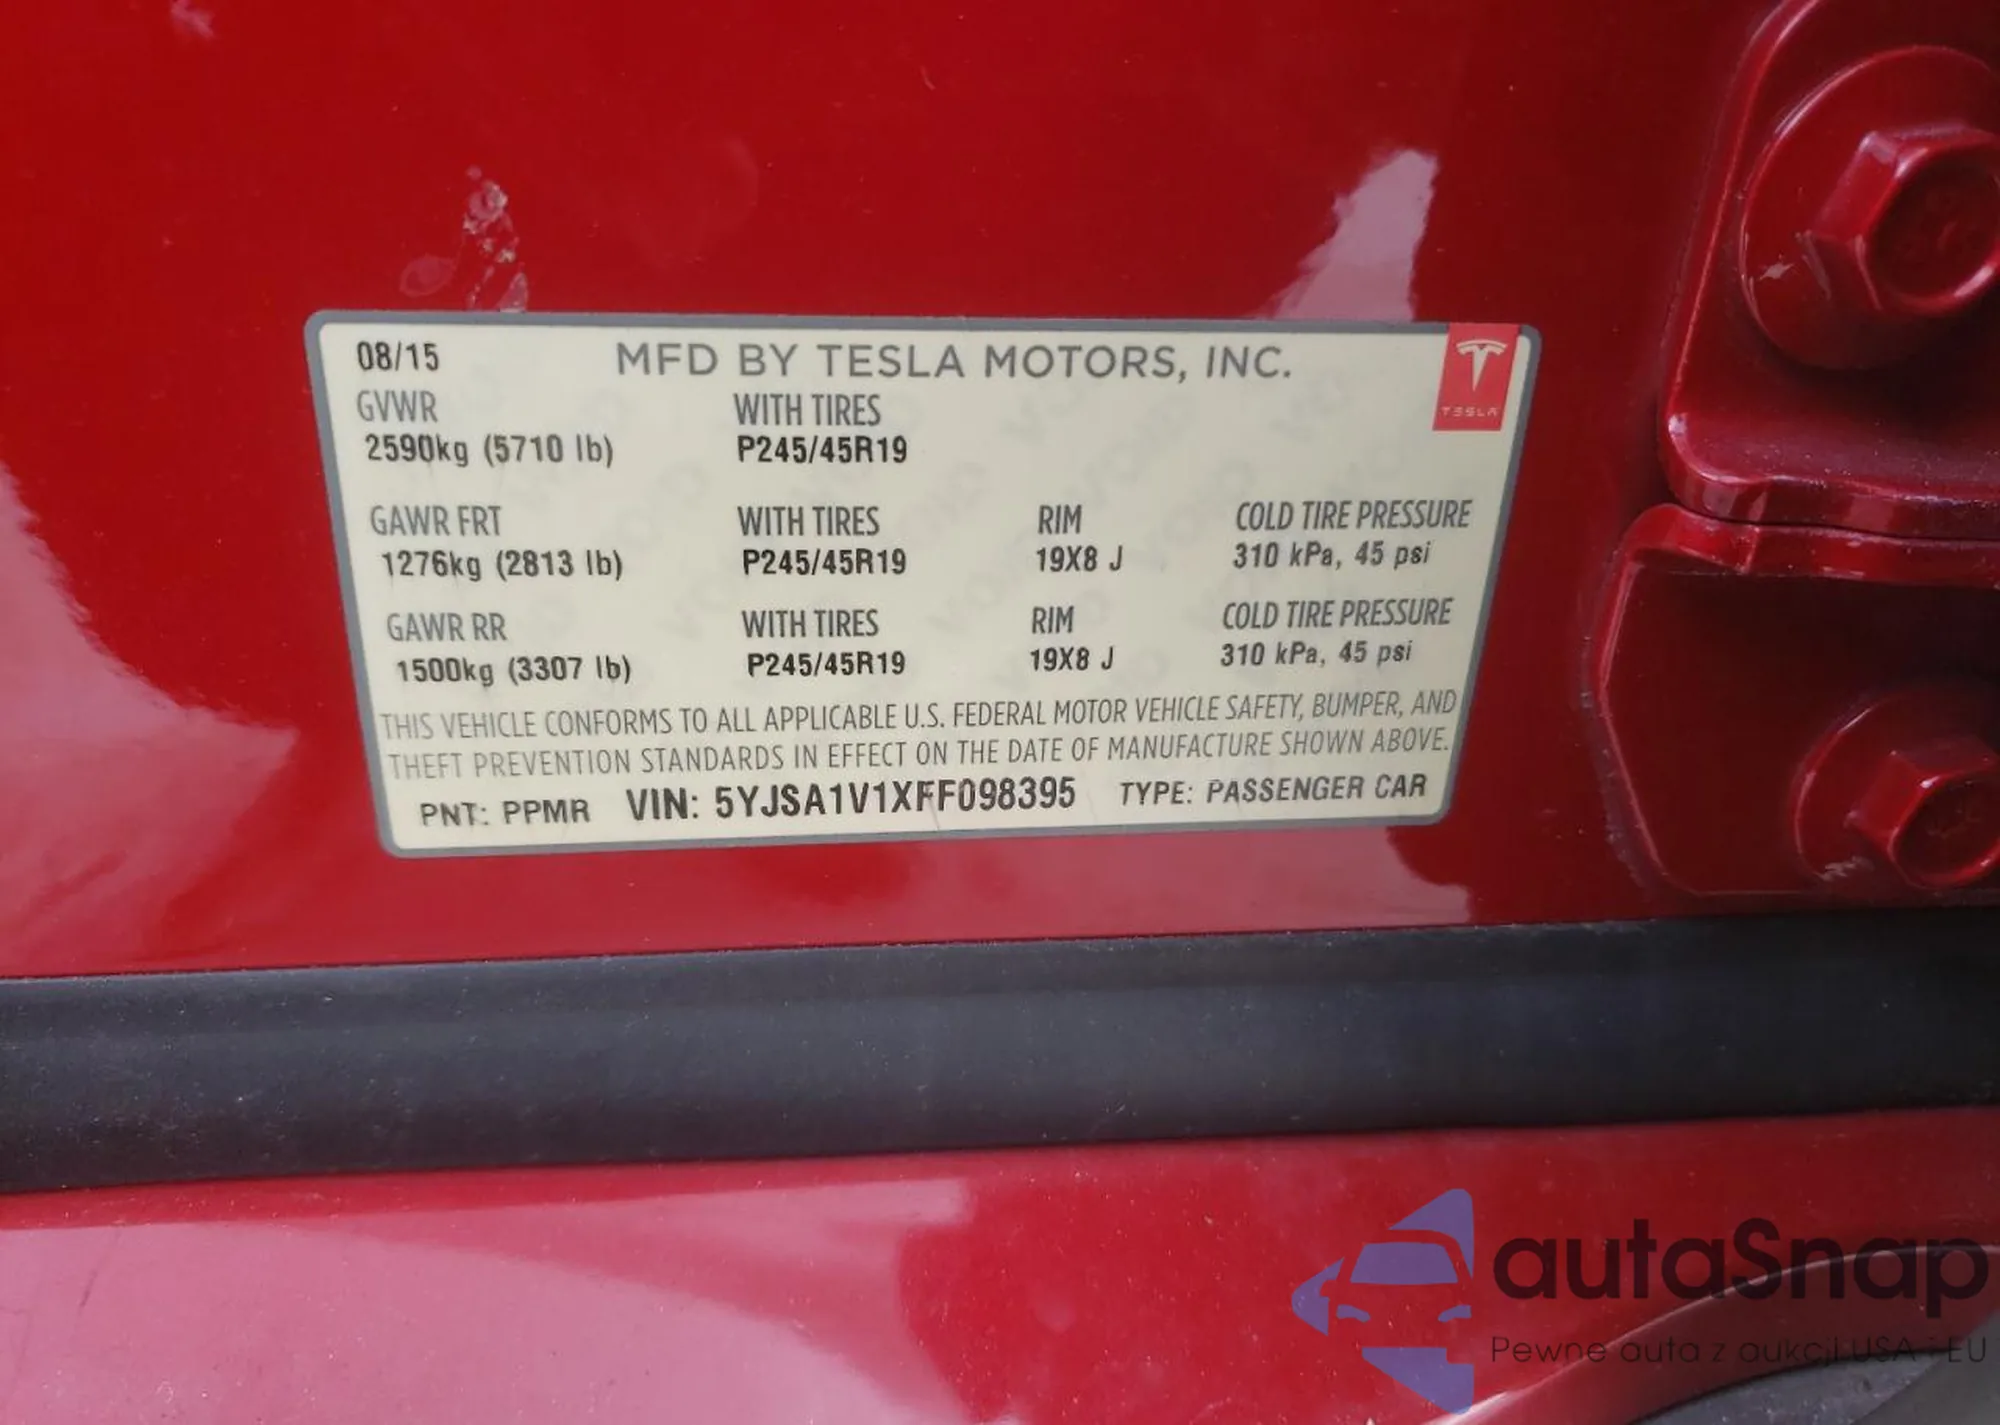 08/15 MFD BY TESLA MOTORS, INC.
TESLA
GVWR WITH TIRES
2590kg (5710 lb) P245/45R19
GAWR FRT WITH TIRES RIM COLD TIRE PRESSURE
1276kg (2813 lb) P245/45R19 19X8 J 310 kPa, 45 psi
GAWR RR WITH TIRES RIM COLD TIRE PRESSURE
1500kg (3307 lb) P245/45R19 19X8 J 310 kPa, 45 psi
THIS VEHICLE CONFORMS TO ALL APPLICABLE U.S. FEDERAL MOTOR VEHICLE SAFETY, BUMPER, AND
THEFT PREVENTION STANDARDS IN EFFECT ON THE DATE OF MANUFACTURE SHOWN ABOVE.
PNT: PPMR VIN: 5YJSA1V1XFF098395 TYPE: PASSENGER CAR
autaSnap
Pewne auta z aukcji USA i EU